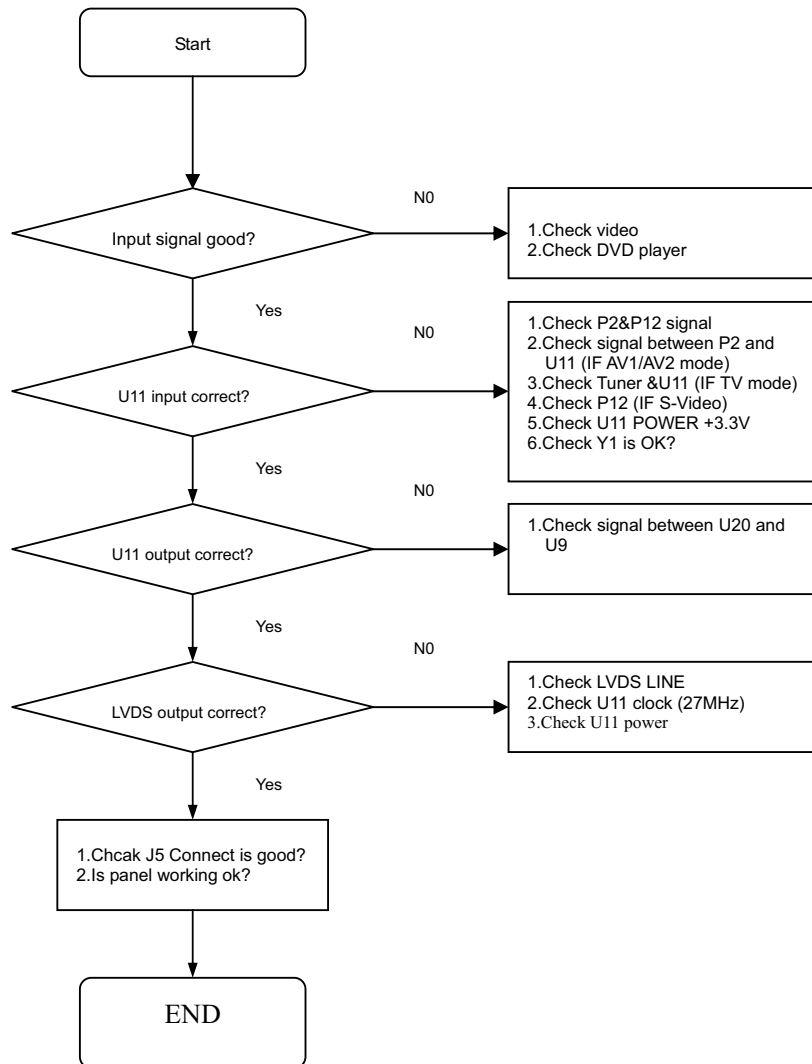 Start
N0
Input signal good?
1.Check video
2.Check DVD player
Yes
N0
U11 input correct?
1.Check P2&P12 signal
2.Check signal between P2 and
U11 (IF AV1/AV2 mode)
3.Check Tuner &U11 (IF TV mode)
4.Check P12 (IF S-Video)
5.Check U11 POWER +3.3V
6.Check Y1 is OK?
Yes
N0
U11 output correct?
1.Check signal between U20 and
U9
Yes
N0
LVDS output correct?
1.Check LVDS LINE
2.Check U11 clock (27MHz)
3.Check U11 power
Yes
1.Chcak J5 Connect is good?
2.Is panel working ok?
END